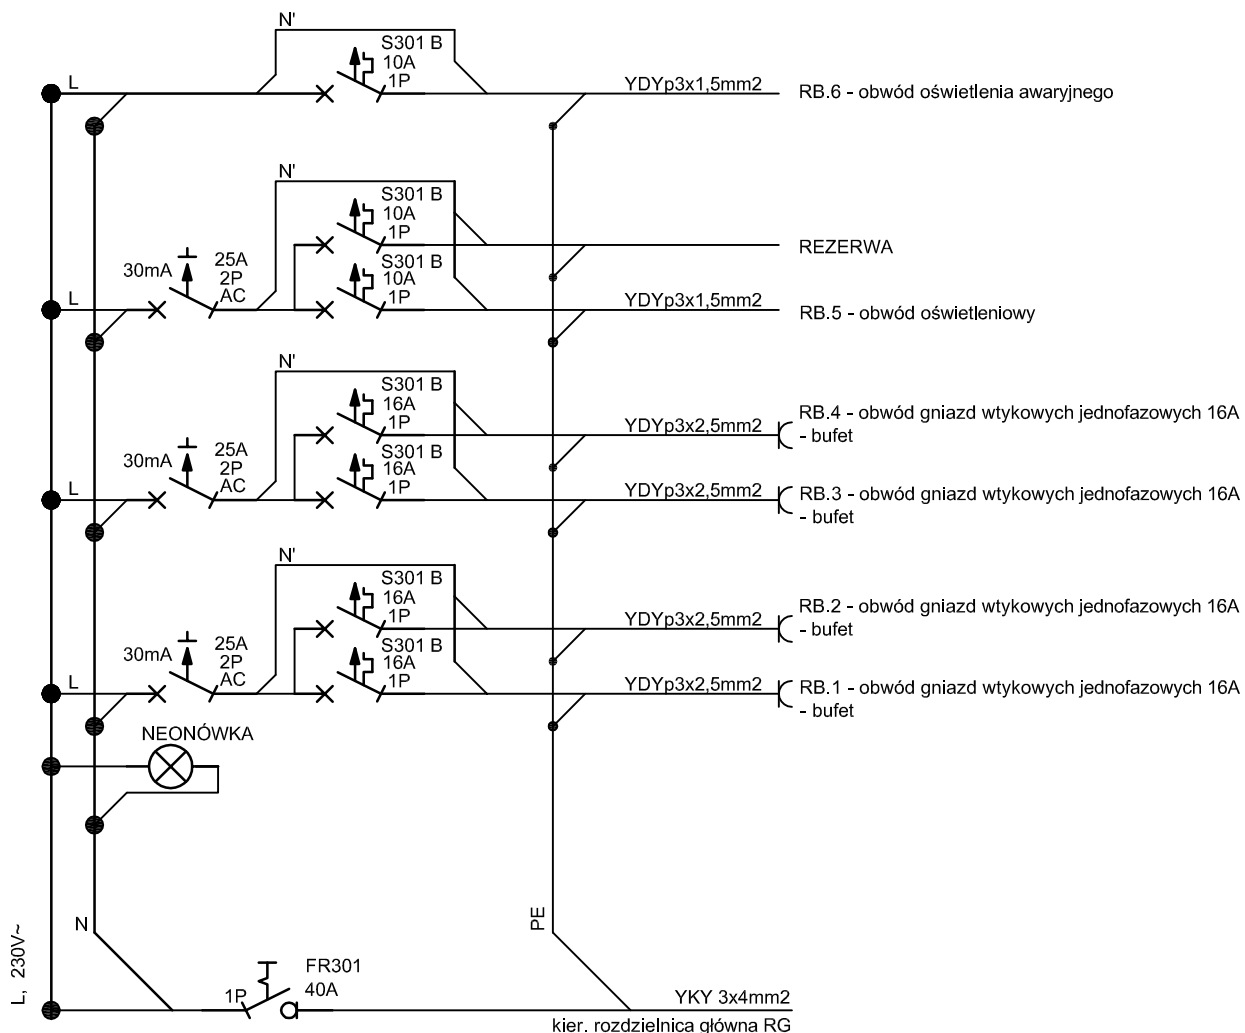 N'
S301 B
10A
1P
L
YDYp3x1,5mm2
RB.6 - obwód oświetlenia awaryjnego
N'
S301 B
10A
1P
REZERWA
30mA
25A
2P
AC
S301 B
10A
1P
L
YDYp3x1,5mm2
RB.5 - obwód oświetleniowy
N'
S301 B
16A
1P
YDYp3x2,5mm2
RB.4 - obwód gniazd wtykowych jednofazowych 16A
- bufet
30mA
25A
2P
AC
S301 B
16A
1P
L
YDYp3x2,5mm2
RB.3 - obwód gniazd wtykowych jednofazowych 16A
- bufet
N'
S301 B
16A
1P
YDYp3x2,5mm2
RB.2 - obwód gniazd wtykowych jednofazowych 16A
- bufet
30mA
25A
2P
AC
S301 B
16A
1P
L
YDYp3x2,5mm2
RB.1 - obwód gniazd wtykowych jednofazowych 16A
- bufet
NEONÓWKA
N
PE
L, 230V~
FR301
40A
1P
YKY 3x4mm2
kier. rozdzielnica główna RG